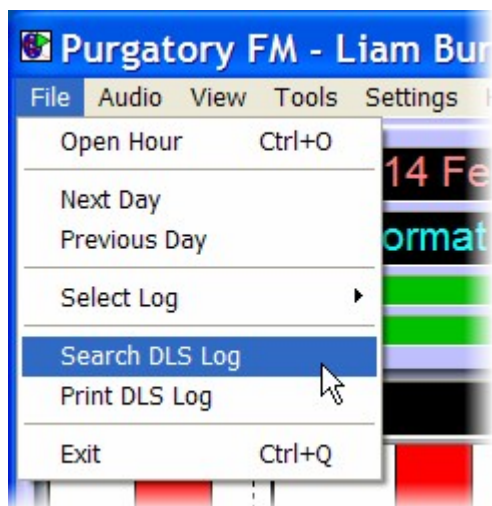 Purgatory FM - Liam Bur
File Audio View Tools Settings
Open Hour Ctrl+O
14 Fe
Next Day
Previous Day
ormat
Select Log
Search DLS Log
Print DLS Log
Exit Ctrl+Q